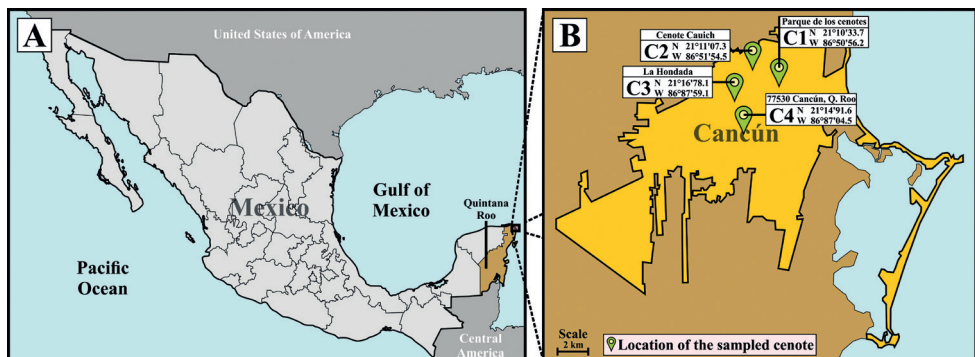 A
United States of America
Mexico
Gulf of
Mexico
Quintana
Roo
Pacific
Ocean
Central
America
B
Parque de los cenotes
C1 N 21°10'33.7
W 86°50'56.2
Cenote Cauich
C2 N 21°11'07.3
W 86°51'54.5
La Hondada
C3 N 21°16'78.1
W 86°87'59.1
77530 Cancún, Q. Roo
C4 N 21°14'91.6
W 86°87'04.5
Cancún
Scale
2 km
Location of the sampled cenote